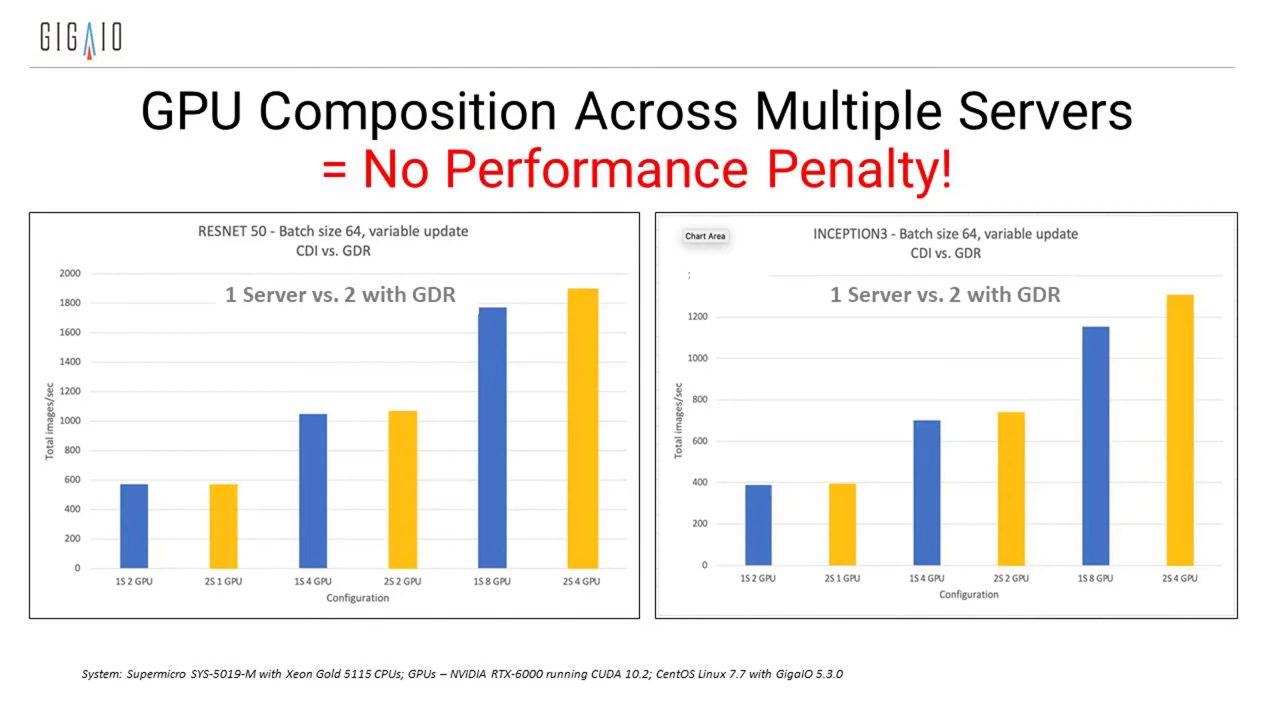 GIGAIO
GPU Composition Across Multiple Servers
= No Performance Penalty!
RESNET 50 - Batch size 64, variable update
CDI vs. GDR
1 Server vs. 2 with GDR
Total images/sec
2000
1800
1600
1400
1200
1000
800
600
400
200
0
1S 2 GPU
2S 1 GPU
1S 4 GPU
2S 2 GPU
1S 8 GPU
2S 4 GPU
Configuration
Chart Area
INCEPTION3 - Batch size 64, variable update
CDI vs. GDR
1 Server vs. 2 with GDR
Total images/sec
1200
1000
800
600
400
200
0
1S 2 GPU
2S 1 GPU
1S 4 GPU
2S 2 GPU
1S 8 GPU
2S 4 GPU
Configuration
System: Supermicro SYS-5019-M with Xeon Gold 5115 CPUs; GPUs – NVIDIA RTX-6000 running CUDA 10.2; CentOS Linux 7.7 with GigaIO 5.3.0